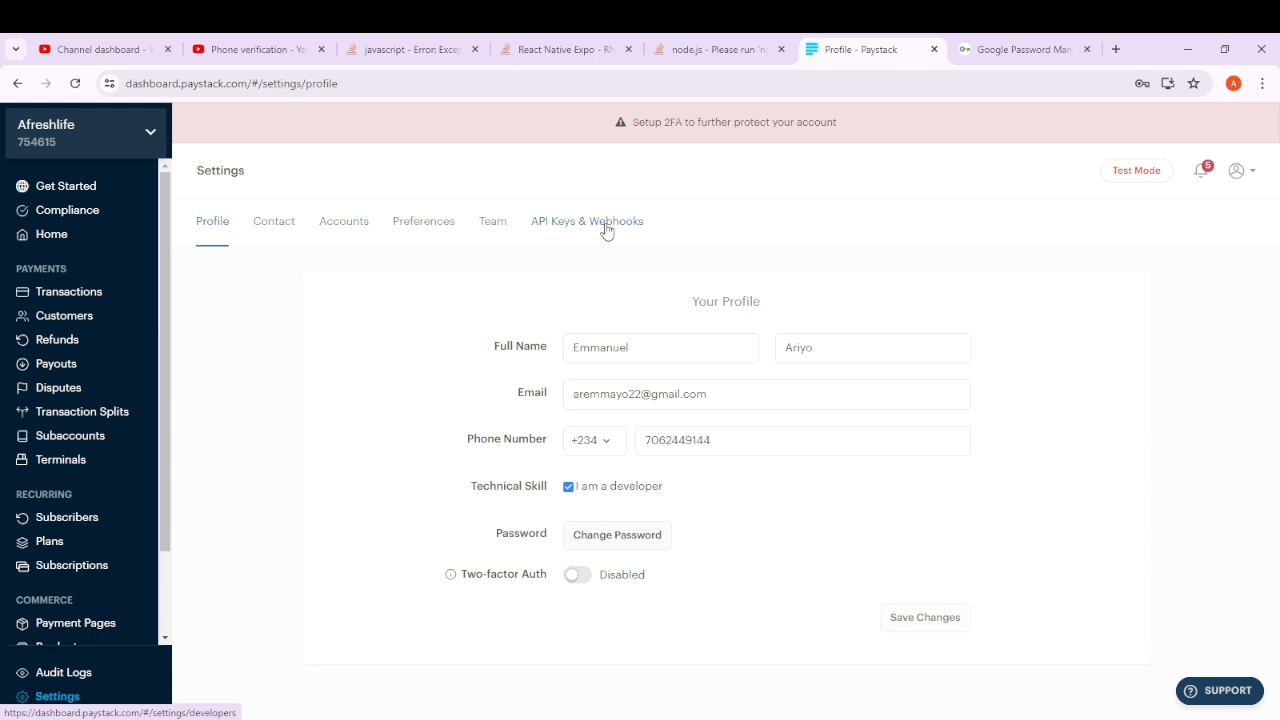 Channel dashboard - Y
Phone verification - Yo
javascript - Error: Excep
React Native Expo - RN
node.js - Please run 'np
Profile - Paystack
Google Password Man
dashboard.paystack.com/#/settings/profile
A
Afreshlife
754615
Setup 2FA to further protect your account
Settings
Test Mode
5
Profile
Contact
Accounts
Preferences
Team
API Keys & Webhooks
Get Started
Compliance
Home
PAYMENTS
Transactions
Customers
Refunds
Payouts
Disputes
Transaction Splits
Subaccounts
Terminals
RECURRING
Subscribers
Plans
Subscriptions
COMMERCE
Payment Pages
Audit Logs
Settings
Your Profile
Full Name
Emmanuel
Ariyo
Email
aremmayo22@gmail.com
Phone Number
+234
7062449144
Technical Skill
I am a developer
Password
Change Password
Two-factor Auth
Disabled
Save Changes
SUPPORT
https://dashboard.paystack.com/#/settings/developers